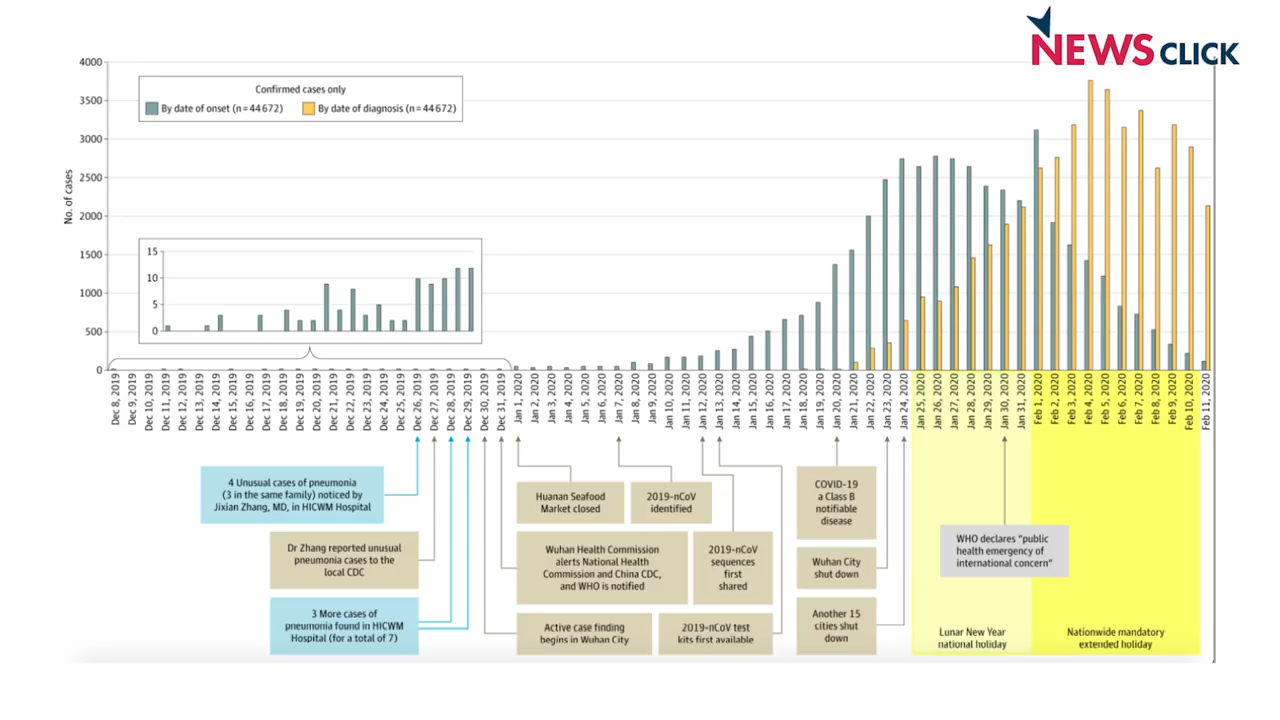 NEWS CLICK
4000
3500
3000
2500
2000
1500
1000
500
0
No. of cases
Confirmed cases only
By date of onset (n=44672)
By date of diagnosis (n=44672)
15
10
5
0
Dec 8, 2019
Dec 9, 2019
Dec 10, 2019
Dec 11, 2019
Dec 12, 2019
Dec 13, 2019
Dec 14, 2019
Dec 15, 2019
Dec 16, 2019
Dec 17, 2019
Dec 18, 2019
Dec 19, 2019
Dec 20, 2019
Dec 21, 2019
Dec 22, 2019
Dec 23, 2019
Dec 24, 2019
Dec 25, 2019
Dec 26, 2019
Dec 27, 2019
Dec 28, 2019
Dec 29, 2019
Dec 30, 2019
Dec 31, 2019
Jan 1, 2020
Jan 2, 2020
Jan 3, 2020
Jan 4, 2020
Jan 5, 2020
Jan 6, 2020
Jan 7, 2020
Jan 8, 2020
Jan 9, 2020
Jan 10, 2020
Jan 11, 2020
Jan 12, 2020
Jan 13, 2020
Jan 14, 2020
Jan 15, 2020
Jan 16, 2020
Jan 17, 2020
Jan 18, 2020
Jan 19, 2020
Jan 20, 2020
Jan 21, 2020
Jan 22, 2020
Jan 23, 2020
Jan 24, 2020
Jan 25, 2020
Jan 26, 2020
Jan 27, 2020
Jan 28, 2020
Jan 29, 2020
Jan 30, 2020
Jan 31, 2020
Feb 1, 2020
Feb 2, 2020
Feb 3, 2020
Feb 4, 2020
Feb 5, 2020
Feb 6, 2020
Feb 7, 2020
Feb 8, 2020
Feb 9, 2020
Feb 10, 2020
Feb 11, 2020
4 Unusual cases of pneumonia
(3 in the same family) noticed by
Jixian Zhang, MD, in HICWM Hospital
Dr Zhang reported unusual
pneumonia cases to the
local CDC
3 More cases of
pneumonia found in HICWM
Hospital (for a total of 7)
Huanan Seafood
Market closed
2019-nCoV
identified
Wuhan Health Commission
alerts National Health
Commission and China CDC,
and WHO is notified
2019-nCoV
sequences
first
shared
Active case finding
begins in Wuhan City
2019-nCoV test
kits first available
COVID-19
a Class B
notifiable
disease
Wuhan City
shut down
Another 15
cities shut
down
WHO declares "public
health emergency of
international concern"
Lunar New Year
national holiday
Nationwide mandatory
extended holiday